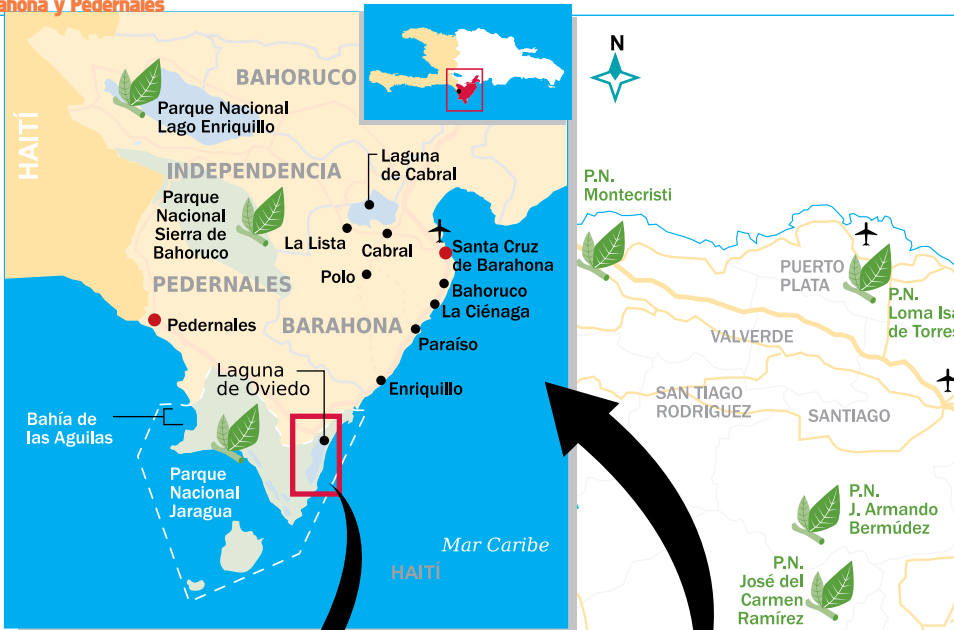 y Pedernales
HAITÍ
BAHORUCO
Parque Nacional
Lago Enriquillo
INDEPENDENCIA
Laguna
de Cabral
Parque
Nacional
Sierra de
Bahoruco
La Lista
Cabral
Santa Cruz
de Barahona
Polo
PEDERNALES
Bahoruco
La Ciénaga
Pedernales
BARAHONA
Paraíso
Laguna
de Oviedo
Enriquillo
Bahía de
las Aguilas
Parque
Nacional
Jaragua
Mar Caribe
HAITÍ
N
P.N.
Montecristi
PUERTO
PLATA
P.N.
Loma
de
VALVERDE
SAN TIAGO
RODRIGUEZ
SANTIAGO
P.N.
J. Armando
Bermúdez
P.N.
José del
Carmen
Ramírez